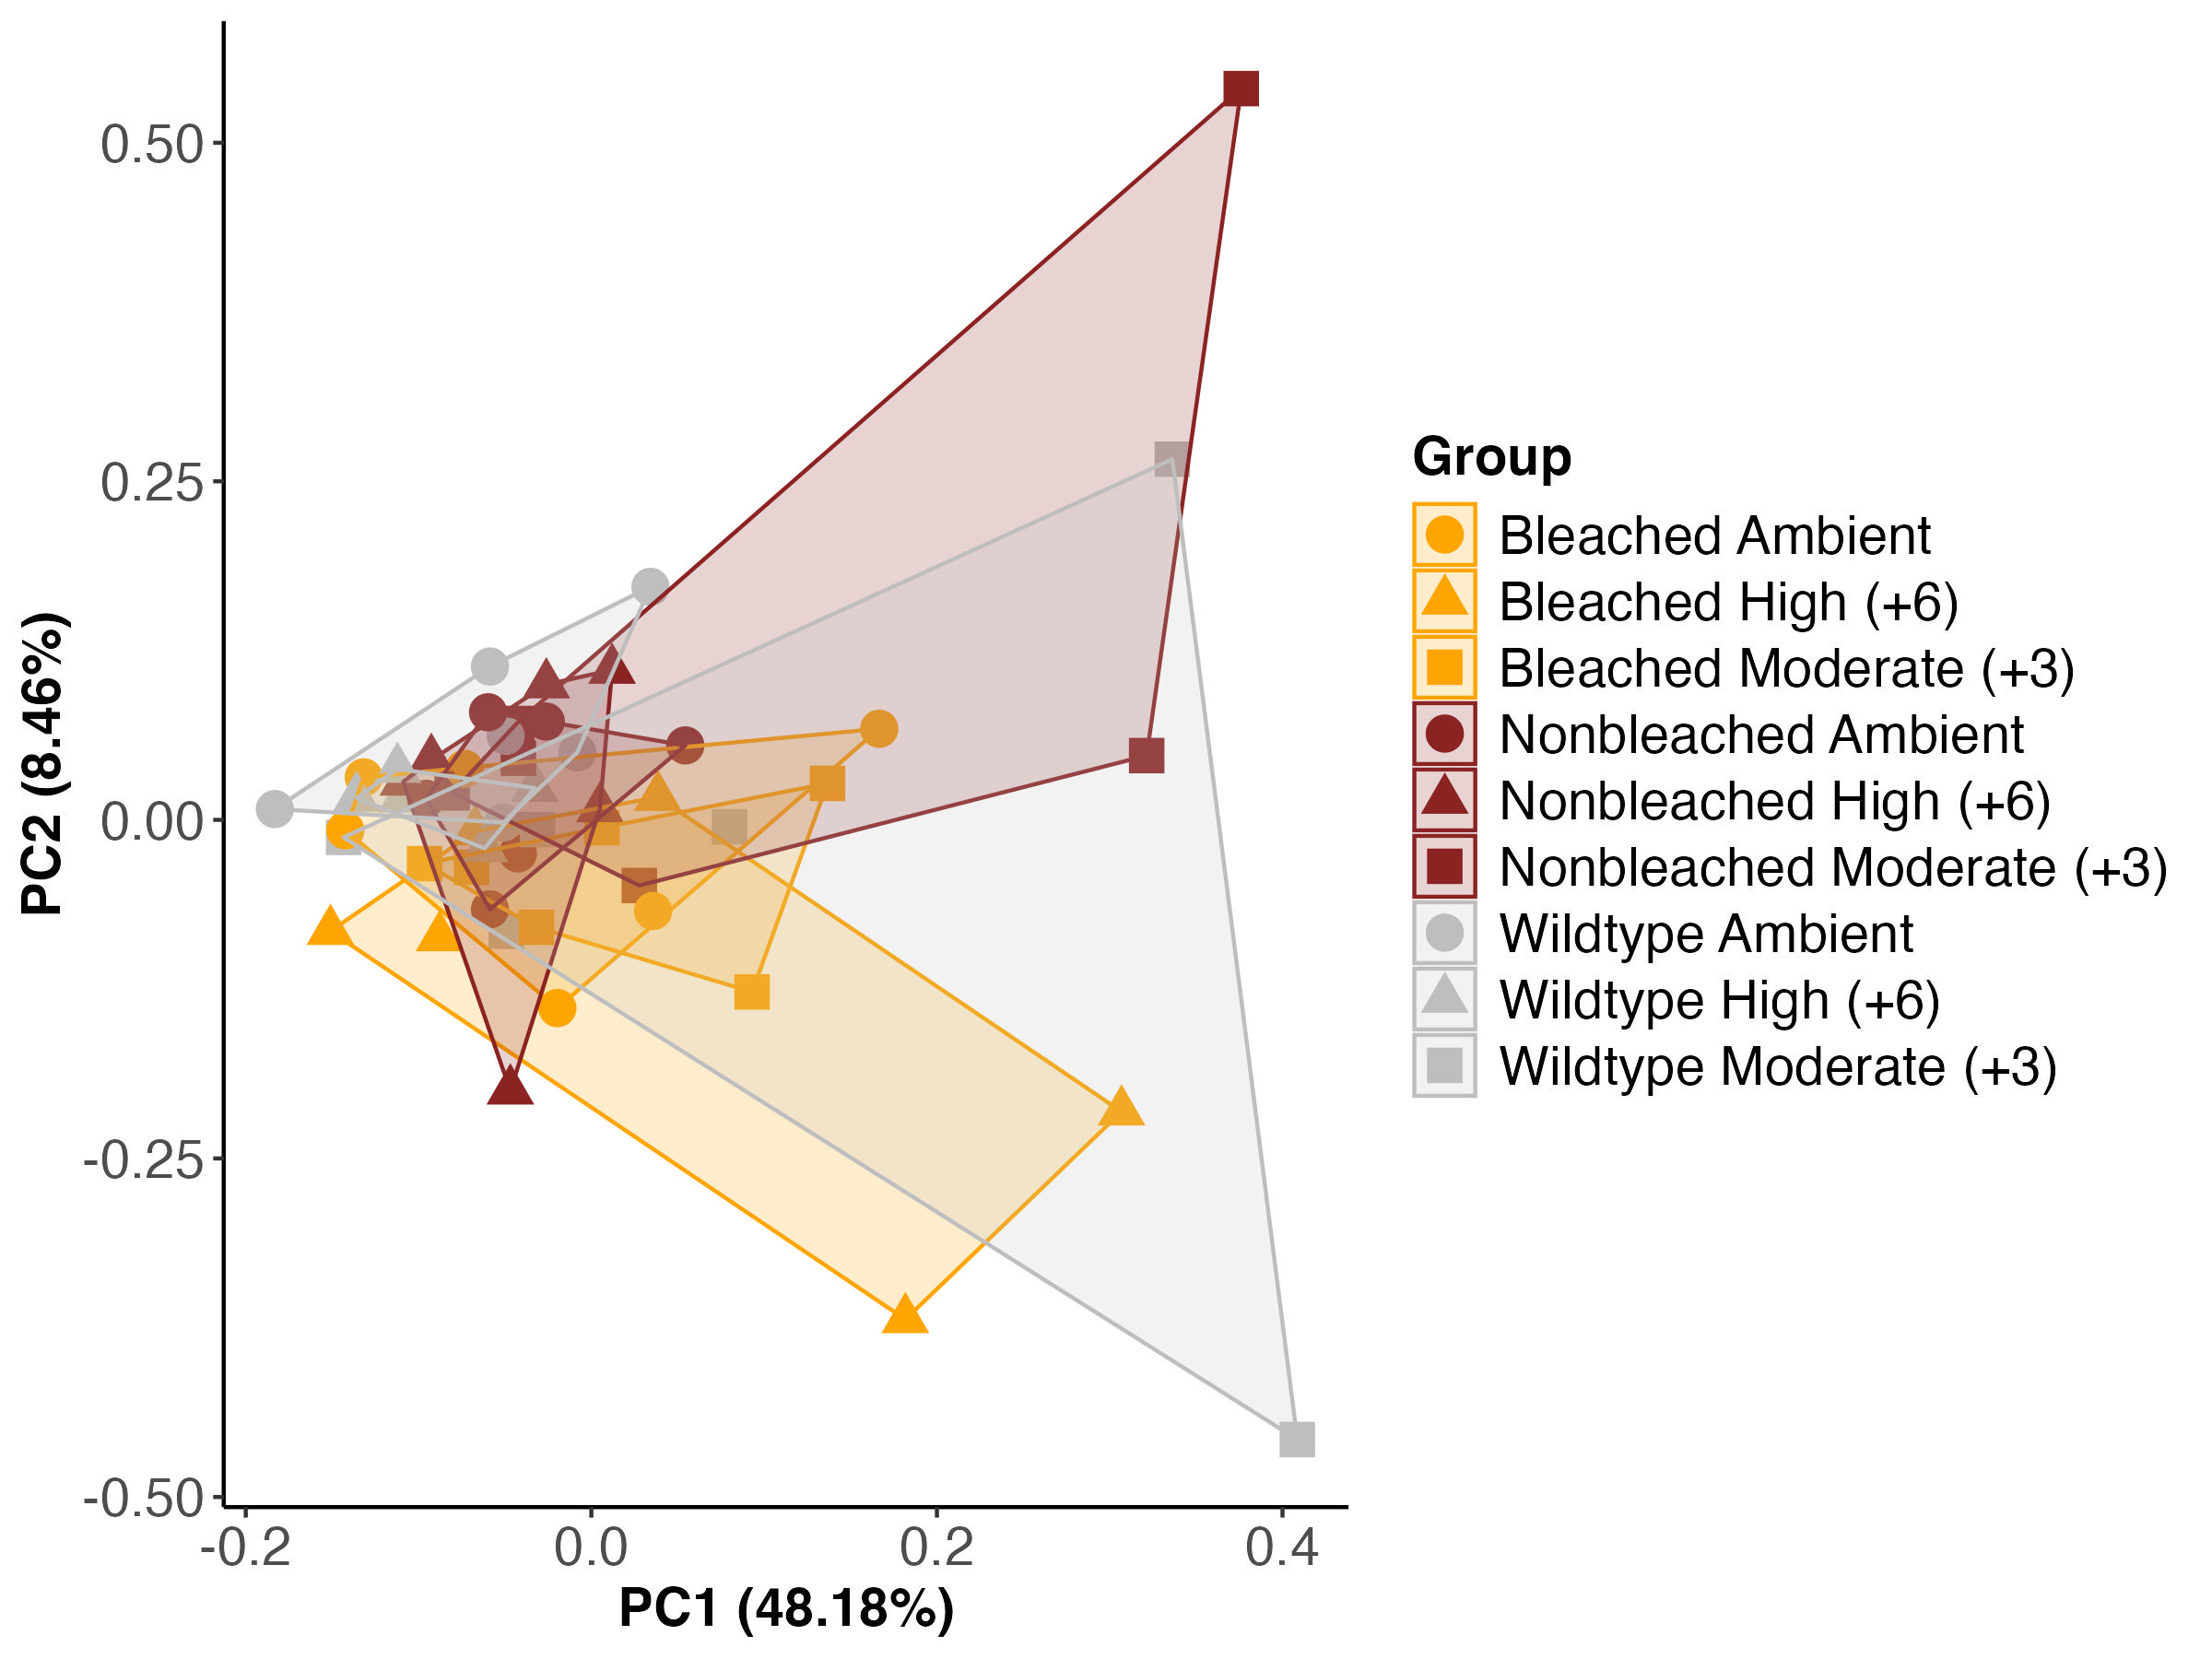 PC2 (8.46%)
0.50
0.25
0.00
-0.25
-0.50
-0.2
0.0
0.2
0.4
PC1 (48.18%)
Group
Bleached Ambient
Bleached High (+6)
Bleached Moderate (+3)
Nonbleached Ambient
Nonbleached High (+6)
Nonbleached Moderate (+3)
Wildtype Ambient
Wildtype High (+6)
Wildtype Moderate (+3)